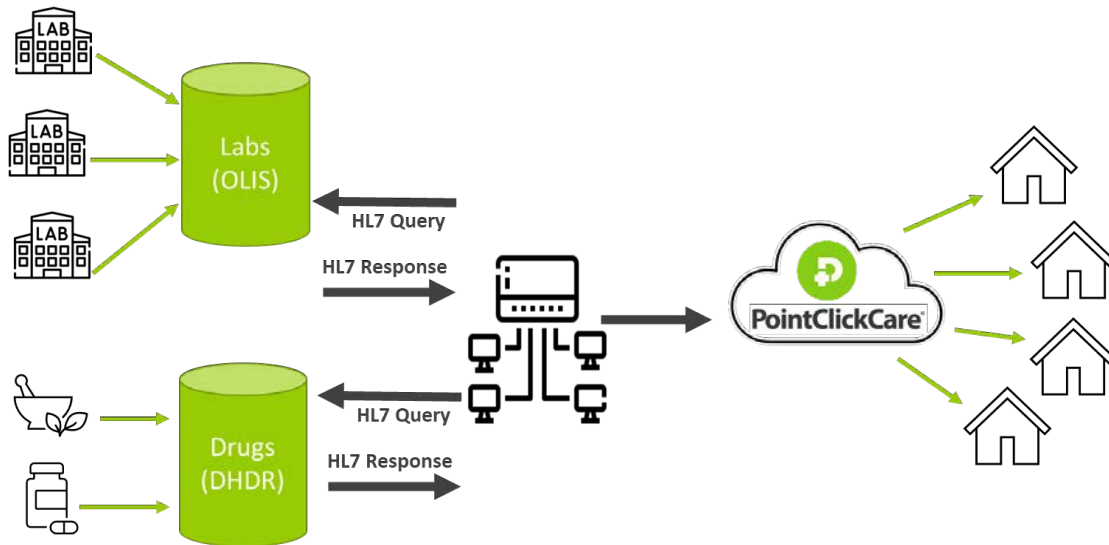 LAB
LAB
LAB
Labs
(OLIS)
HL7 Query
HL7 Response
PointClickCare®
HL7 Query
Drugs
(DHDR)
HL7 Response